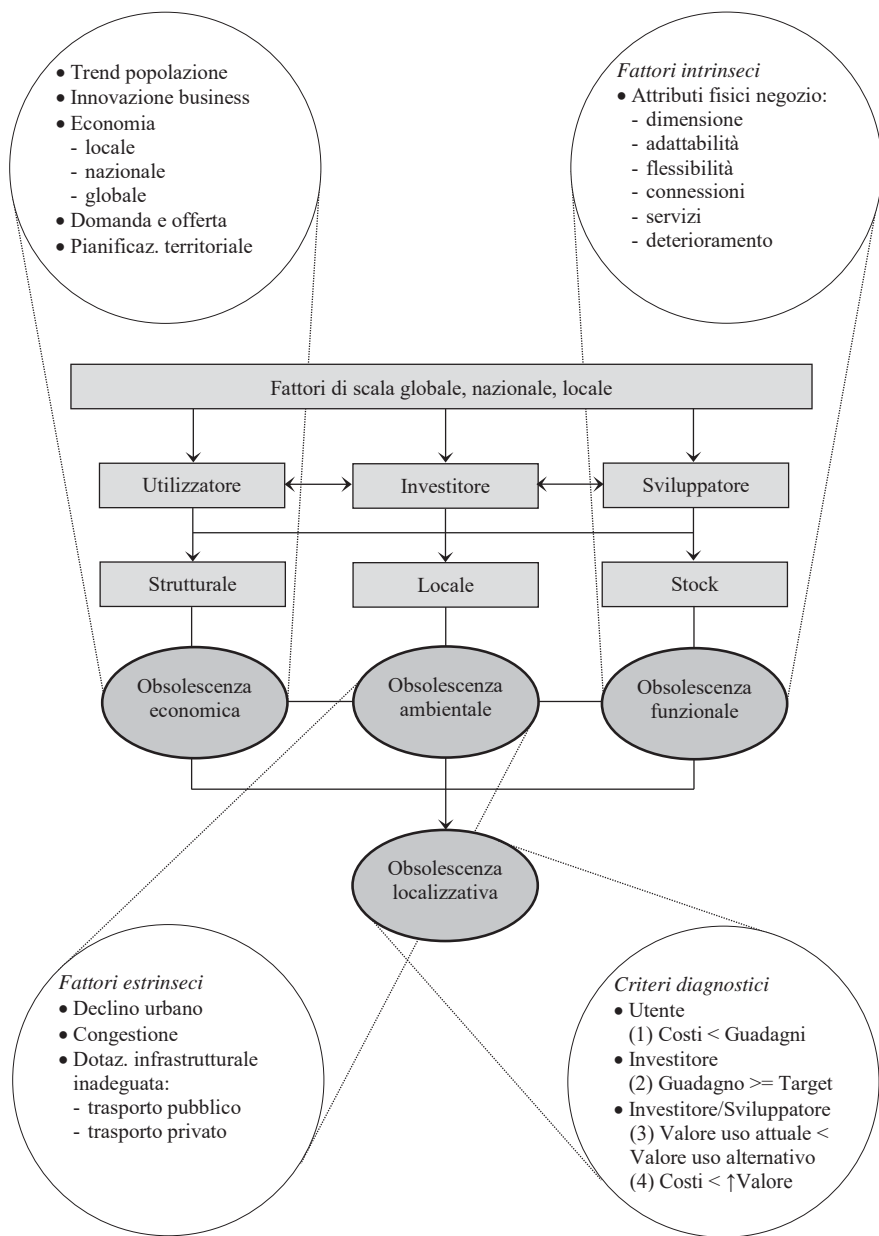 • Trend popolazione
• Innovazione business
• Economia
- locale
- nazionale
- globale
• Domanda e offerta
• Pianificaz. territoriale
Fattori intrinseci
• Attributi fisici negozio:
- dimensione
- adattabilità
- flessibilità
- connessioni
- servizi
- deterioramento
Fattori di scala globale, nazionale, locale
Utilizzatore
Investitore
Sviluppatore
Strutturale
Locale
Stock
Obsolescenza
economica
Obsolescenza
ambientale
Obsolescenza
funzionale
Obsolescenza
localizzativa
Fattori estrinseci
• Declino urbano
• Congestione
• Dotaz. infrastrutturale
inadeguata:
- trasporto pubblico
- trasporto privato
Criteri diagnostici
• Utente
(1) Costi < Guadagni
• Investitore
(2) Guadagno >= Target
• Investitore/Sviluppatore
(3) Valore uso attuale <
Valore uso alternativo
(4) Costi < ↑Valore